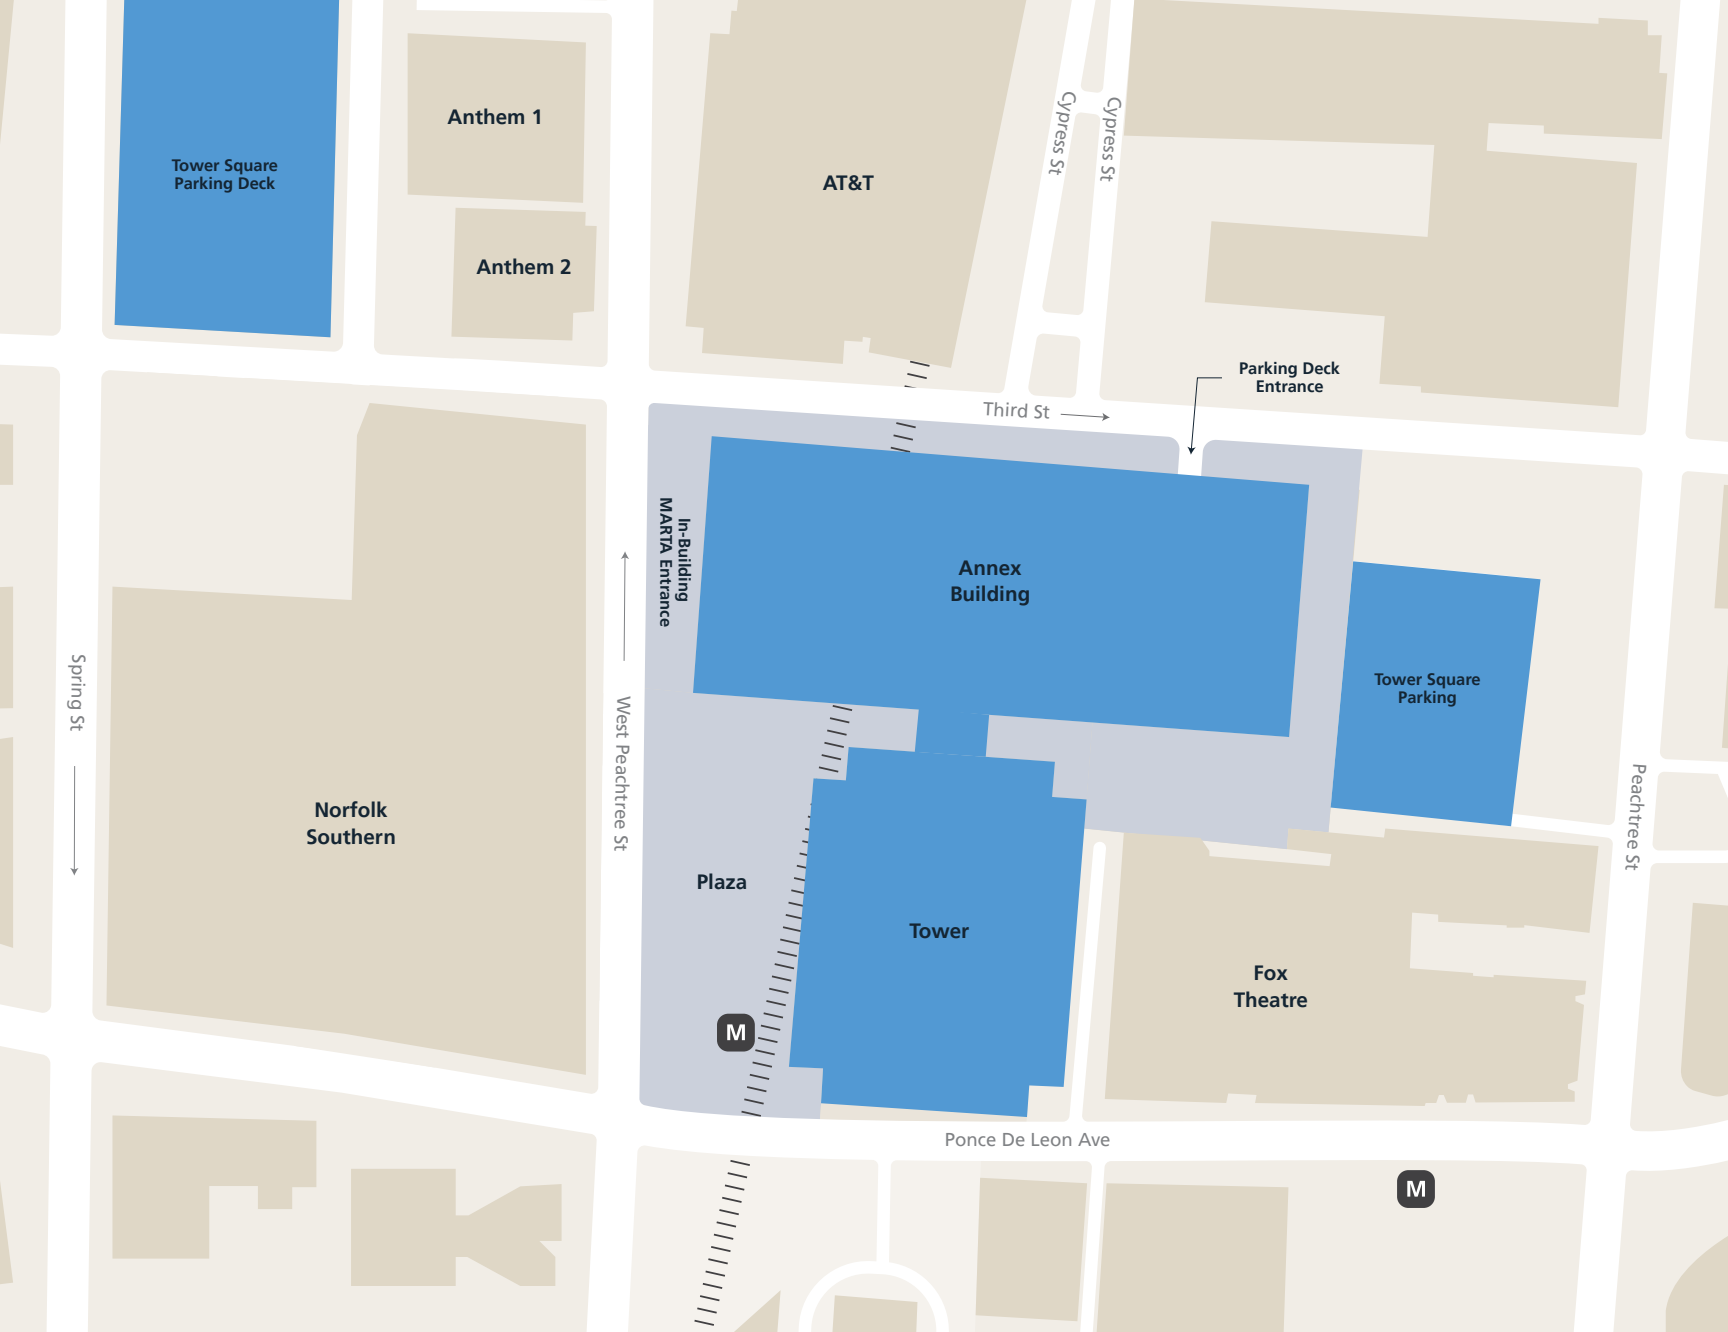 Anthem 1
Tower Square
Parking Deck
AT&T
Cypress St
Cypress St
Anthem 2
Parking Deck
Entrance
Third St
In-Building
MARTA Entrance
Annex
Building
Tower Square
Parking
Spring St
West Peachtree St
Peachtree St
Norfolk
Southern
Plaza
Tower
Fox
Theatre
M
Ponce De Leon Ave
M